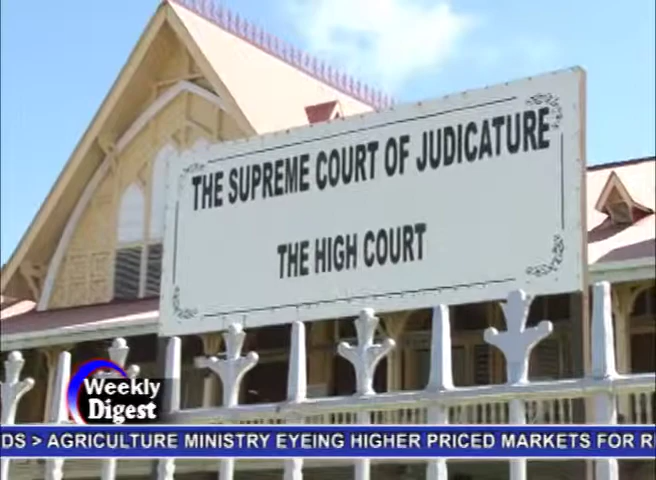 THE SUPREME COURT OF JUDICATURE
THE HIGH COURT
Weekly
Digest
DS > AGRICULTURE MINISTRY EYEING HIGHER PRICED MARKETS FOR